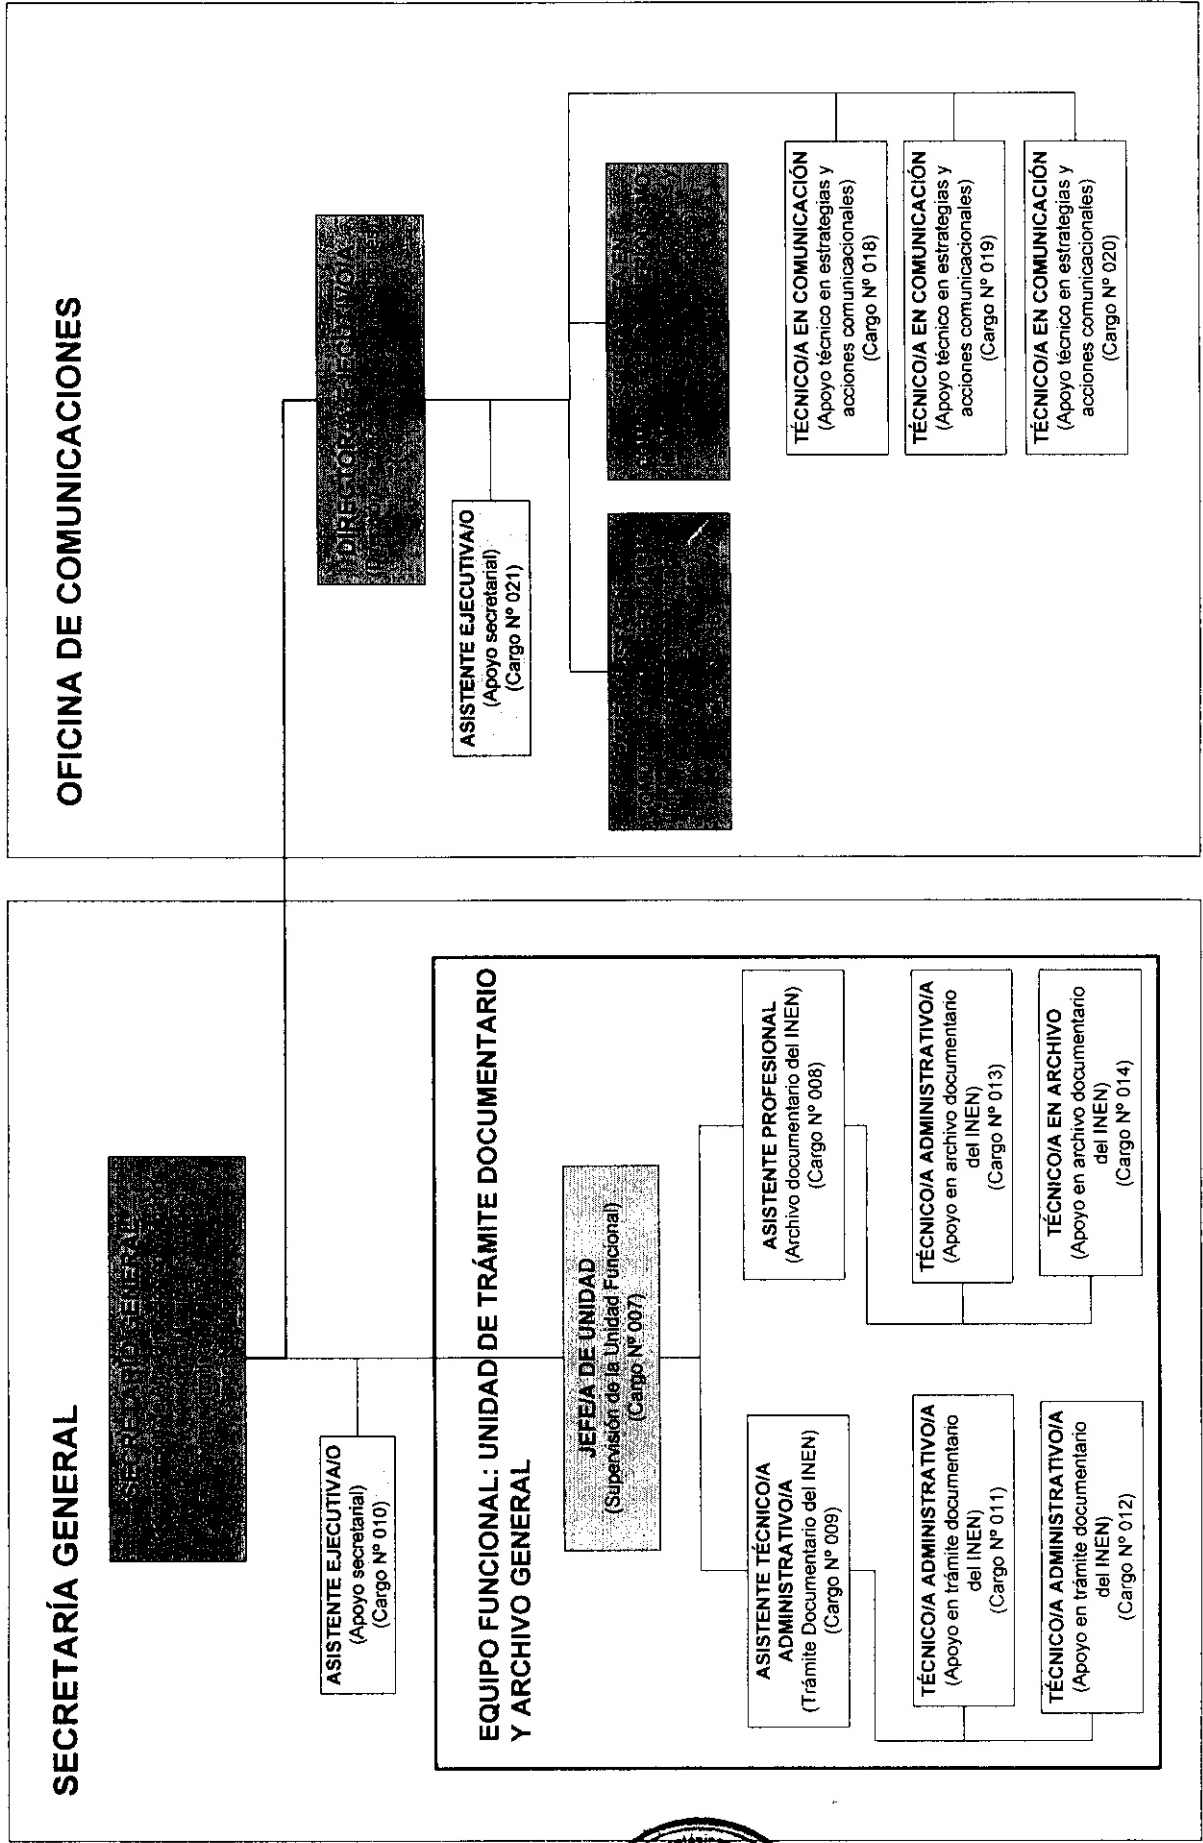 SECRETARÍA GENERAL
SECRETARIO GENERAL
ASISTENTE EJECUTIVA/O
(Apoyo secretarial)
(Cargo Nº 010)
EQUIPO FUNCIONAL: UNIDAD DE TRÁMITE DOCUMENTARIO
Y ARCHIVO GENERAL
JEFE/A DE UNIDAD
(Supervisión de la Unidad Funcional)
(Cargo Nº 007)
ASISTENTE TÉCNICO/A
ADMINISTRATIVO/A
(Trámite Documentario del INEN)
(Cargo Nº 009)
TÉCNICO/A ADMINISTRATIVO/A
(Apoyo en trámite documentario
del INEN)
(Cargo Nº 011)
TÉCNICO/A ADMINISTRATIVO/A
(Apoyo en trámite documentario
del INEN)
(Cargo Nº 012)
ASISTENTE PROFESIONAL
(Archivo documentario del INEN)
(Cargo Nº 008)
TÉCNICO/A ADMINISTRATIVO/A
(Apoyo en archivo documentario
del INEN)
(Cargo Nº 013)
TÉCNICO/A EN ARCHIVO
(Apoyo en archivo documentario
del INEN)
(Cargo Nº 014)
OFICINA DE COMUNICACIONES
DIRECTOR/A EJECUTIVO/A
ASISTENTE EJECUTIVA/O
(Apoyo secretarial)
(Cargo Nº 021)
TÉCNICO/A EN COMUNICACIÓN
(Apoyo técnico en estrategias y
acciones comunicacionales)
(Cargo Nº 018)
TÉCNICO/A EN COMUNICACIÓN
(Apoyo técnico en estrategias y
acciones comunicacionales)
(Cargo Nº 019)
TÉCNICO/A EN COMUNICACIÓN
(Apoyo técnico en estrategias y
acciones comunicacionales)
(Cargo Nº 020)